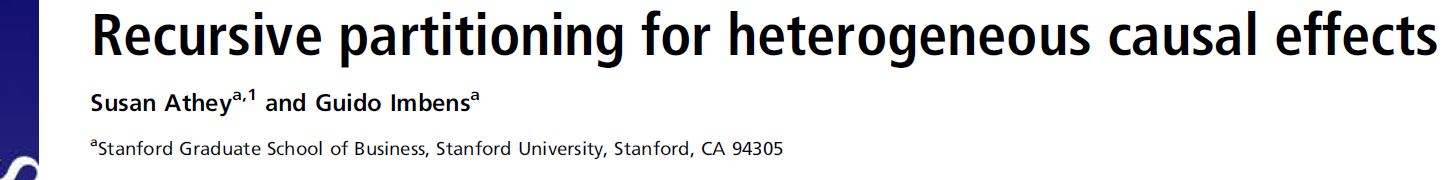 Recursive partitioning for heterogeneous causal effects
Susan Athey^a,1 and Guido Imbens^a
^aStanford Graduate School of Business, Stanford University, Stanford, CA 94305